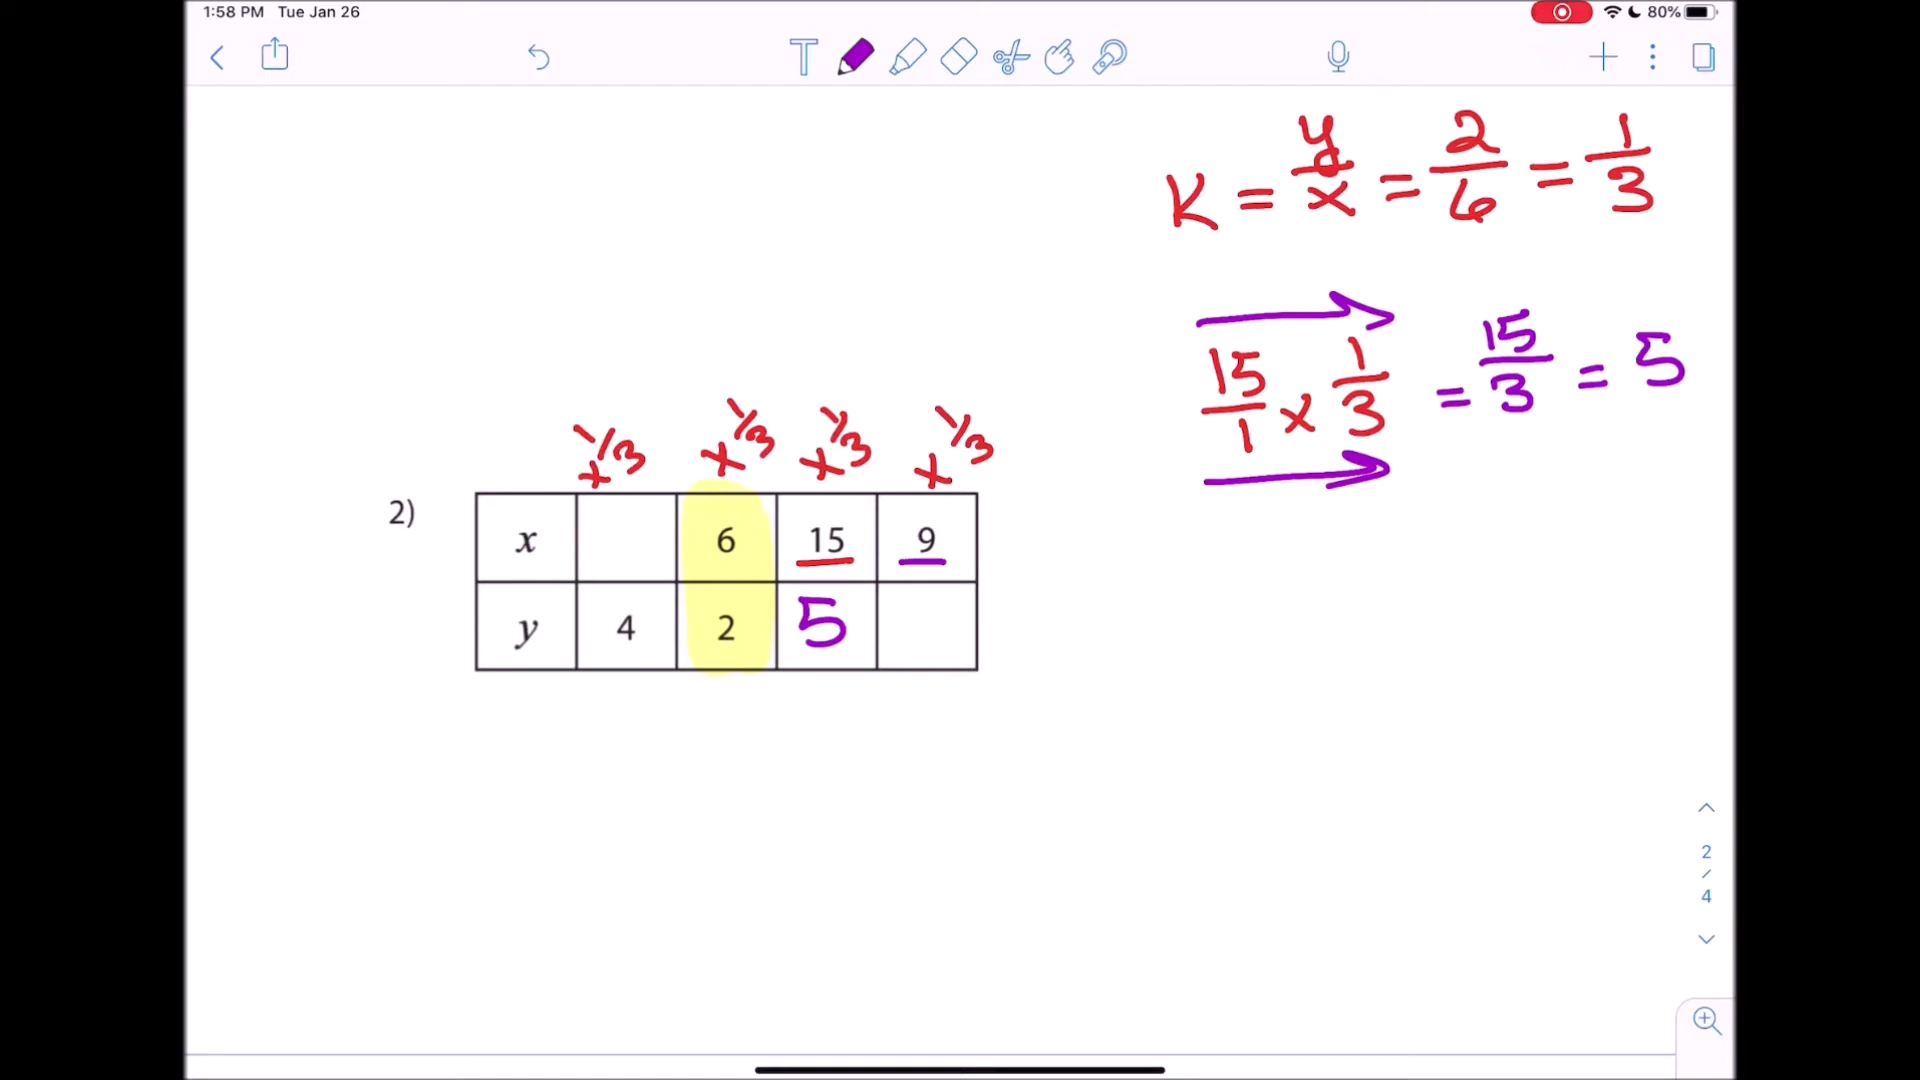 1:58 PM Tue Jan 26 80%
T
K = y/x = 2/6 = 1/3
15/1 x 1/3 = 15/3 = 5
x 1/3 x 1/3 x 1/3 x 1/3
2)
x 6 15 9
y 4 2 5
2
/
4